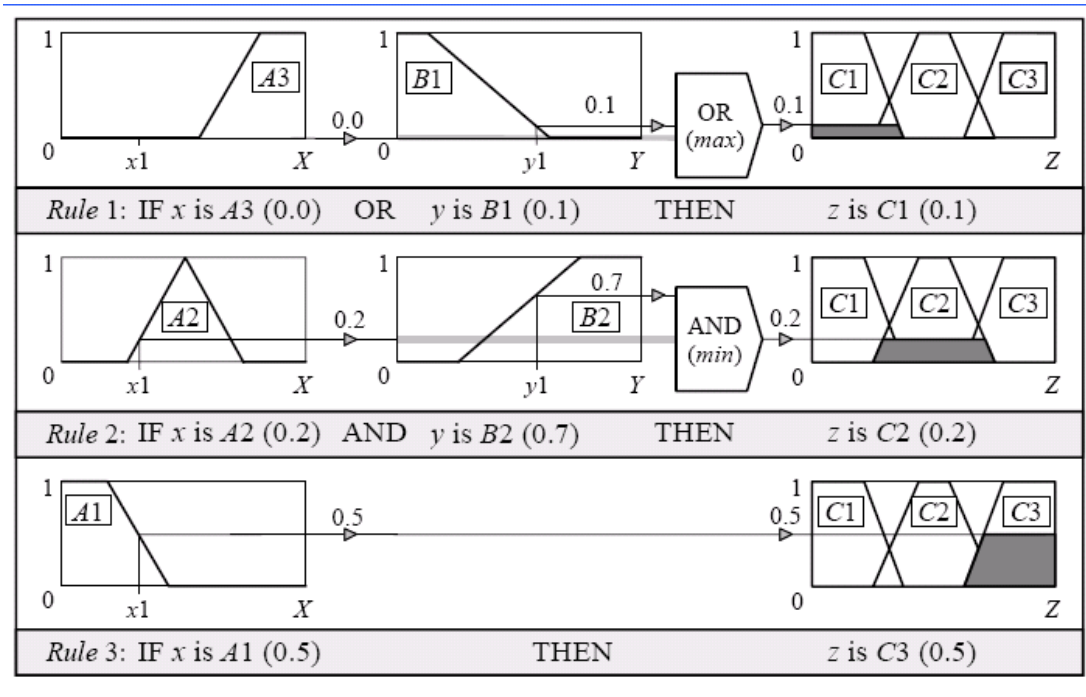 1 A3 0.0 1 B1 0.1 OR (max) 0.1 1 C1 C2 C3
0 x1 X 0 y1 Y 0 Z
Rule 1: IF x is A3 (0.0) OR y is B1 (0.1) THEN z is C1 (0.1)
1 A2 0.2 1 0.7 B2 AND (min) 0.2 1 C1 C2 C3
0 x1 X 0 y1 Y 0 Z
Rule 2: IF x is A2 (0.2) AND y is B2 (0.7) THEN z is C2 (0.2)
1 A1 0.5 0.5 1 C1 C2 C3
0 x1 X 0 Z
Rule 3: IF x is A1 (0.5) THEN z is C3 (0.5)